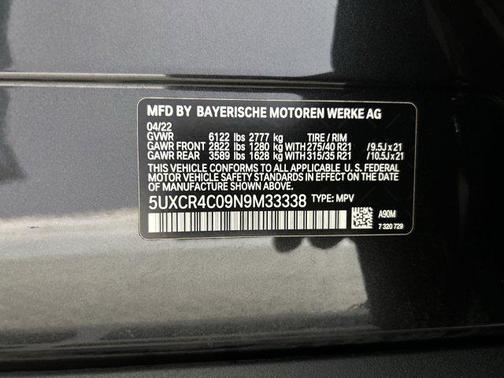 MFD BY BAYERISCHE MOTOREN WERKE AG
04/22
GVWR 6122 lbs 2777 kg TIRE / RIM
GAWR FRONT 2822 lbs 1280 kg WITH 275/40 R21 / 9.5J x 21
GAWR REAR 3589 lbs 1628 kg WITH 315/35 R21 / 10.5J x 21
THIS VEHICLE CONFORMS TO ALL APPLICABLE U.S. FEDERAL
MOTOR VEHICLE SAFETY STANDARDS IN EFFECT ON THE DATE
OF MANUFACTURE SHOWN ABOVE.
5UXCR4C09N9M33338 TYPE: MPV
A90M
7 320 729